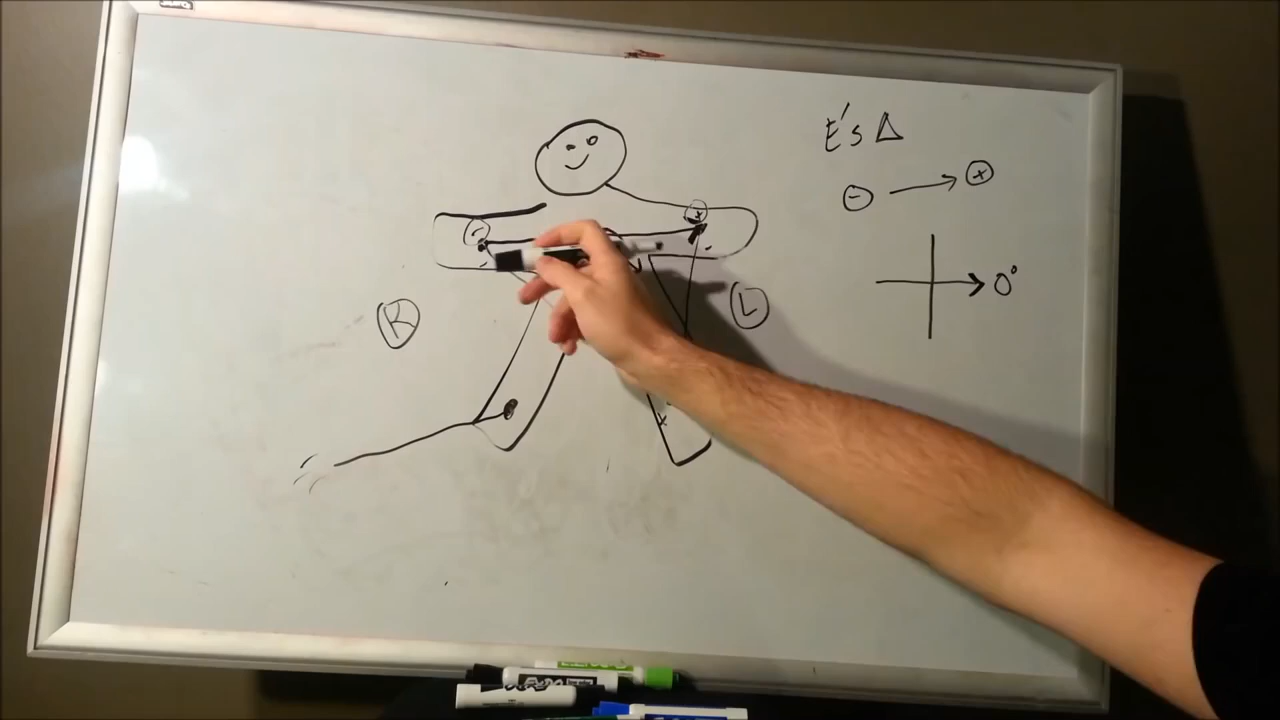 E's Δ
⊖ → ⊕
0°
- +
R
L
x